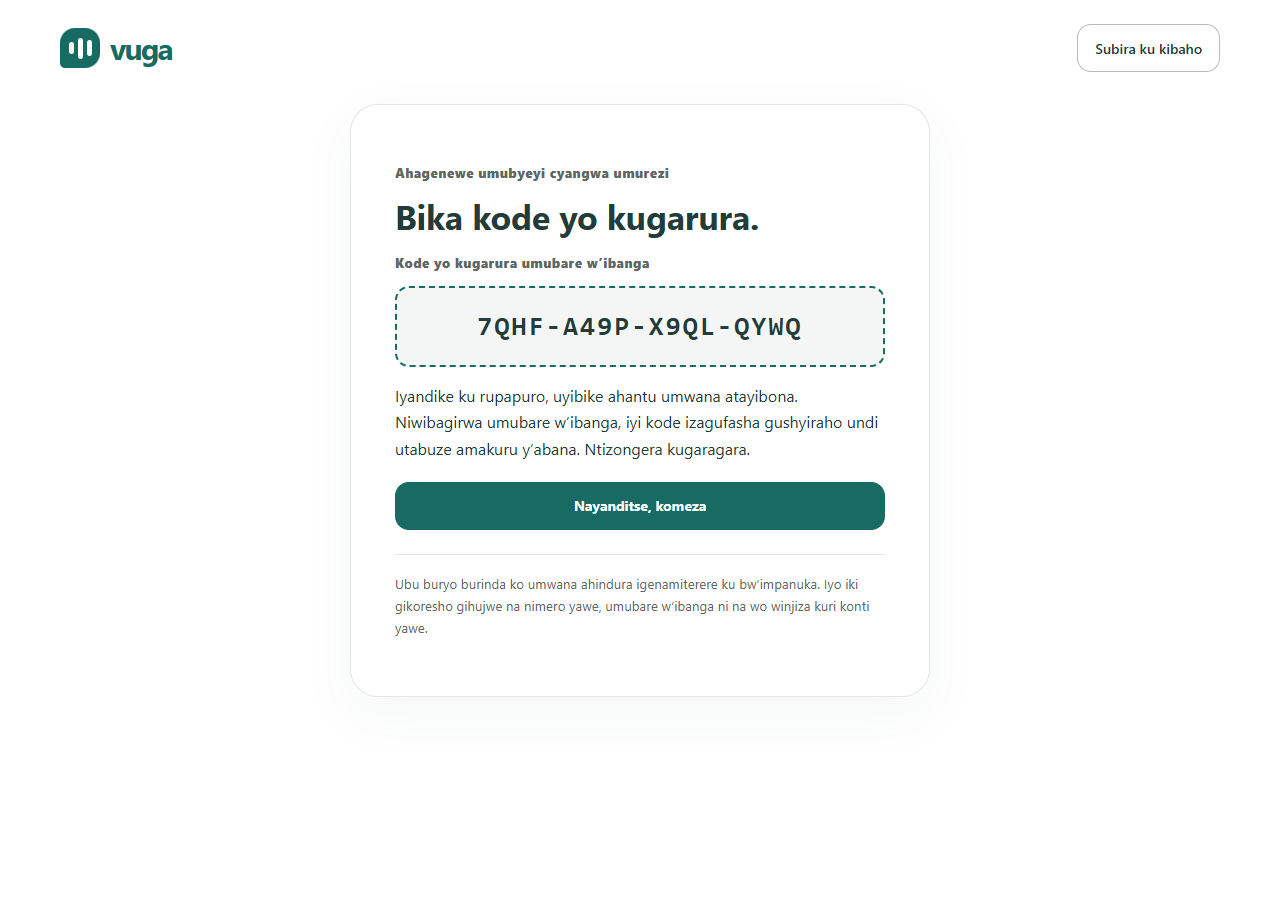 vuga
Subira ku kibaho
Ahagenewe umubyeyi cyangwa umurezi
Bika kode yo kugarura.
Kode yo kugarura umubare w’ibanga
7QHF-A49P-X9QL-QYWQ
Iyandike ku rupapuro, uyibike ahantu umwana atayibona.
Niwibagirwa umubare w’ibanga, iyi kode izagufasha gushyiraho undi
utabuze amakuru y’abana. Ntizongera kugaragara.
Nayanditse, komeza
Ubu buryo burinda ko umwana ahindura igenamiterere ku bw’impanuka. Iyo iki
gikoresho gihujwe na nimero yawe, umubare w’ibanga ni na wo winjiza kuri konti
yawe.